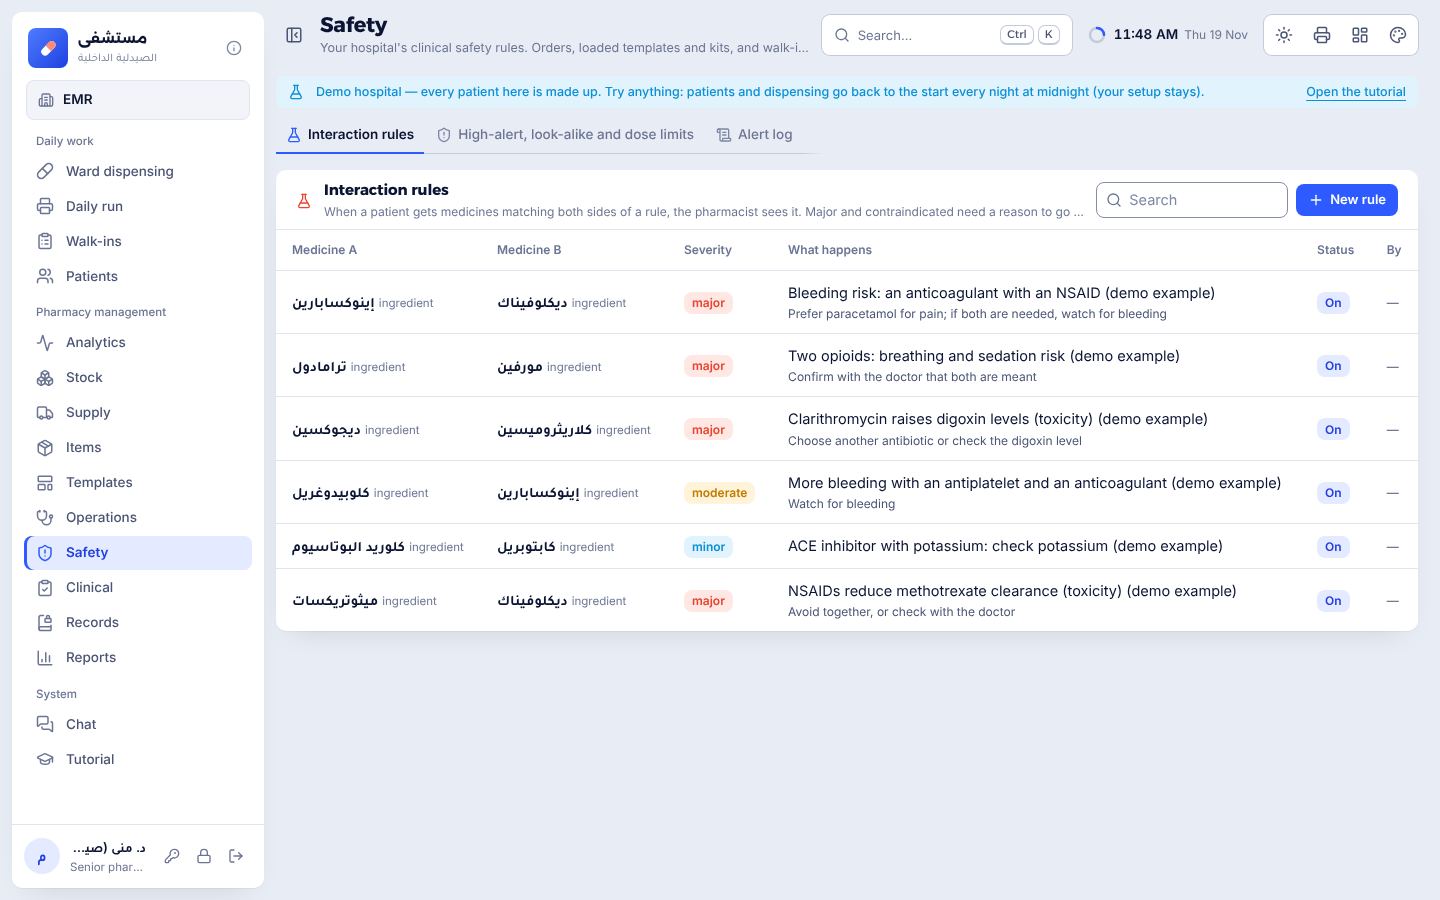 مستشفى
الصيدلية الداخلية
EMR
Daily work
Ward dispensing
Daily run
Walk-ins
Patients
Pharmacy management
Analytics
Stock
Supply
Items
Templates
Operations
Safety
Clinical
Records
Reports
System
Chat
Tutorial
د. منى (صيـ...
Senior phar...
Safety
Your hospital's clinical safety rules. Orders, loaded templates and kits, and walk-i...
Search... Ctrl K
11:48 AM Thu 19 Nov
Demo hospital — every patient here is made up. Try anything: patients and dispensing go back to the start every night at midnight (your setup stays). Open the tutorial
Interaction rules High-alert, look-alike and dose limits Alert log
Interaction rules
When a patient gets medicines matching both sides of a rule, the pharmacist sees it. Major and contraindicated need a reason to go ...
Search New rule
Medicine A Medicine B Severity What happens Status By
إينوكسابارين ingredient ديكلوفيناك ingredient major Bleeding risk: an anticoagulant with an NSAID (demo example) On —
Prefer paracetamol for pain; if both are needed, watch for bleeding
ترامادول ingredient مورفين ingredient major Two opioids: breathing and sedation risk (demo example) On —
Confirm with the doctor that both are meant
ديجوكسين ingredient كلاريثروميسين ingredient major Clarithromycin raises digoxin levels (toxicity) (demo example) On —
Choose another antibiotic or check the digoxin level
كلوبيدوغريل ingredient إينوكسابارين ingredient moderate More bleeding with an antiplatelet and an anticoagulant (demo example) On —
Watch for bleeding
كلوريد البوتاسيوم ingredient كابتوبريل ingredient minor ACE inhibitor with potassium: check potassium (demo example) On —
ميثوتريكسات ingredient ديكلوفيناك ingredient major NSAIDs reduce methotrexate clearance (toxicity) (demo example) On —
Avoid together, or check with the doctor
م